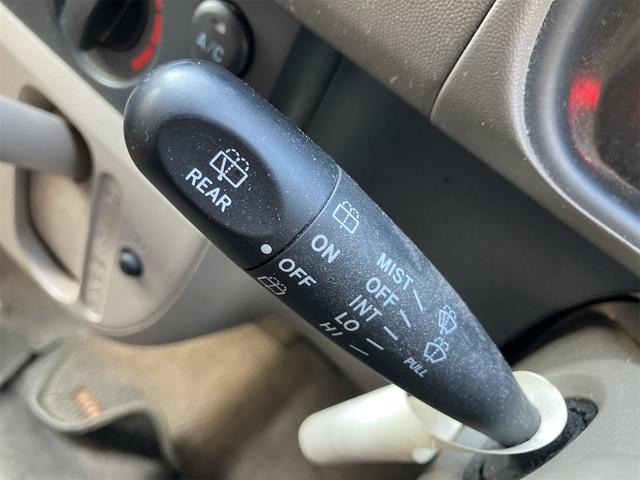 A/C
REAR
ON
OFF
MIST
OFF
INT
LO
HI
PULL